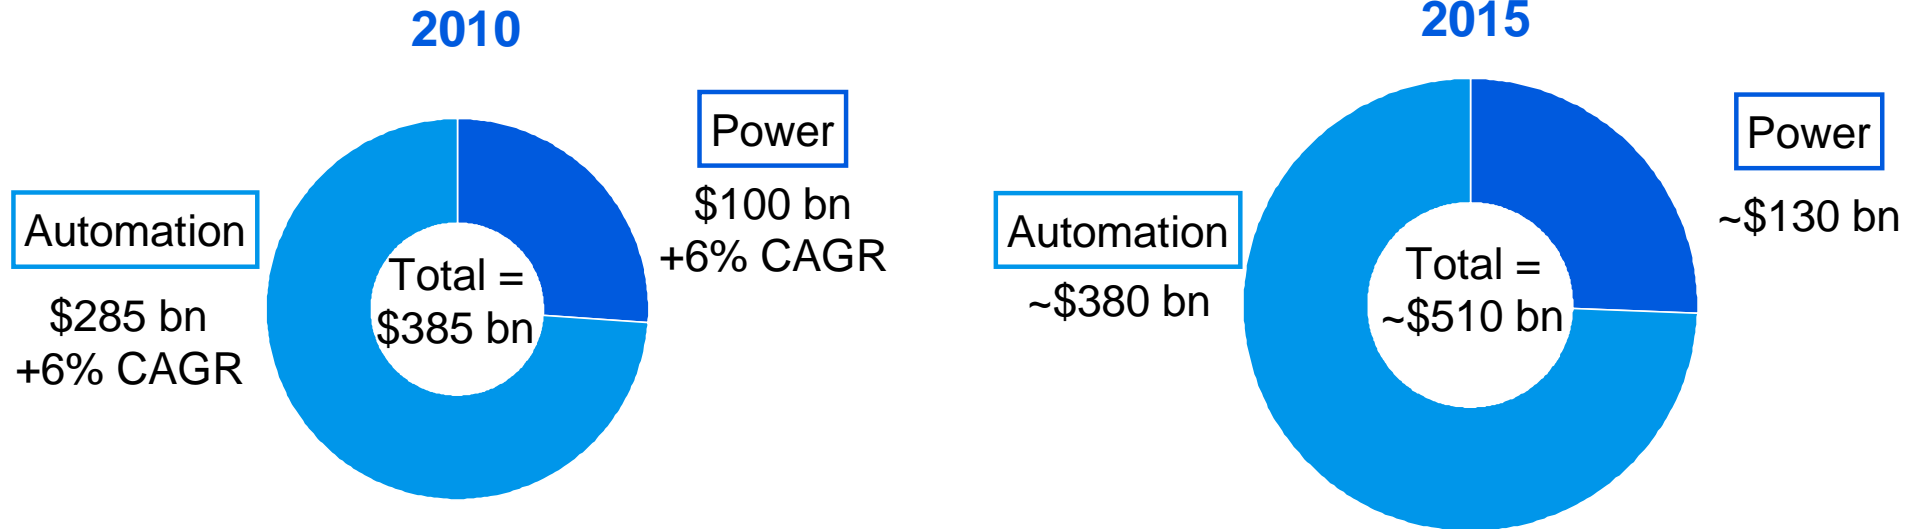 2010
Automation
$285 bn
+6% CAGR
Total =
$385 bn
Power
$100 bn
+6% CAGR
2015
Automation
~$380 bn
Total =
~$510 bn
Power
~$130 bn